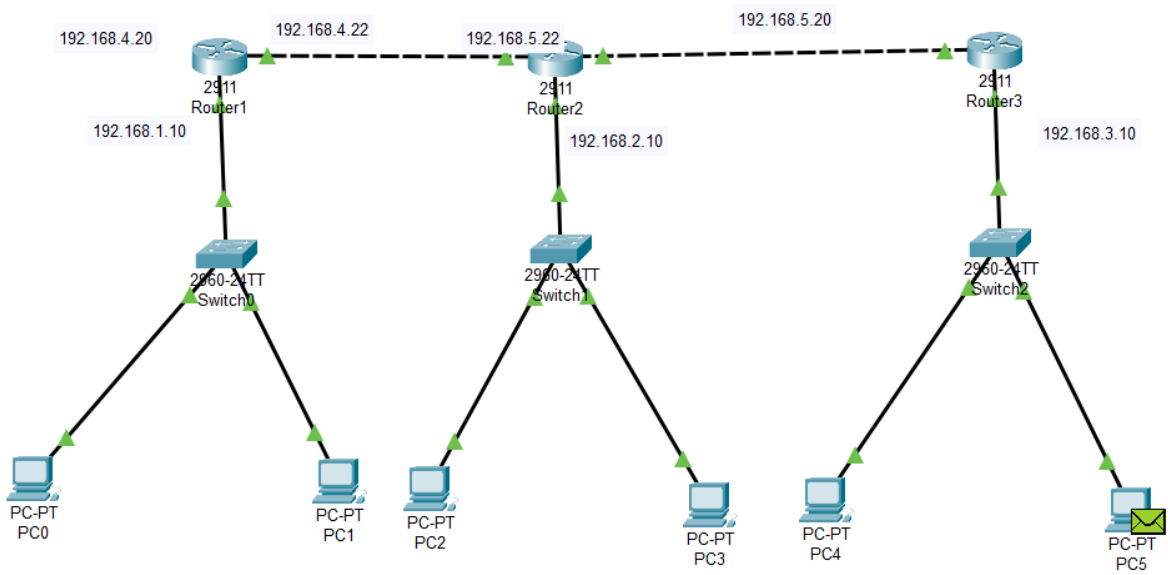 192.168.4.20
192.168.4.22
192.168.5.22
192.168.5.20
2911
Router1
2911
Router2
2911
Router3
192.168.1.10
192.168.2.10
192.168.3.10
2960-24TT
Switch0
2960-24TT
Switch1
2960-24TT
Switch2
PC-PT
PC0
PC-PT
PC1
PC-PT
PC2
PC-PT
PC3
PC-PT
PC4
PC-PT
PC5